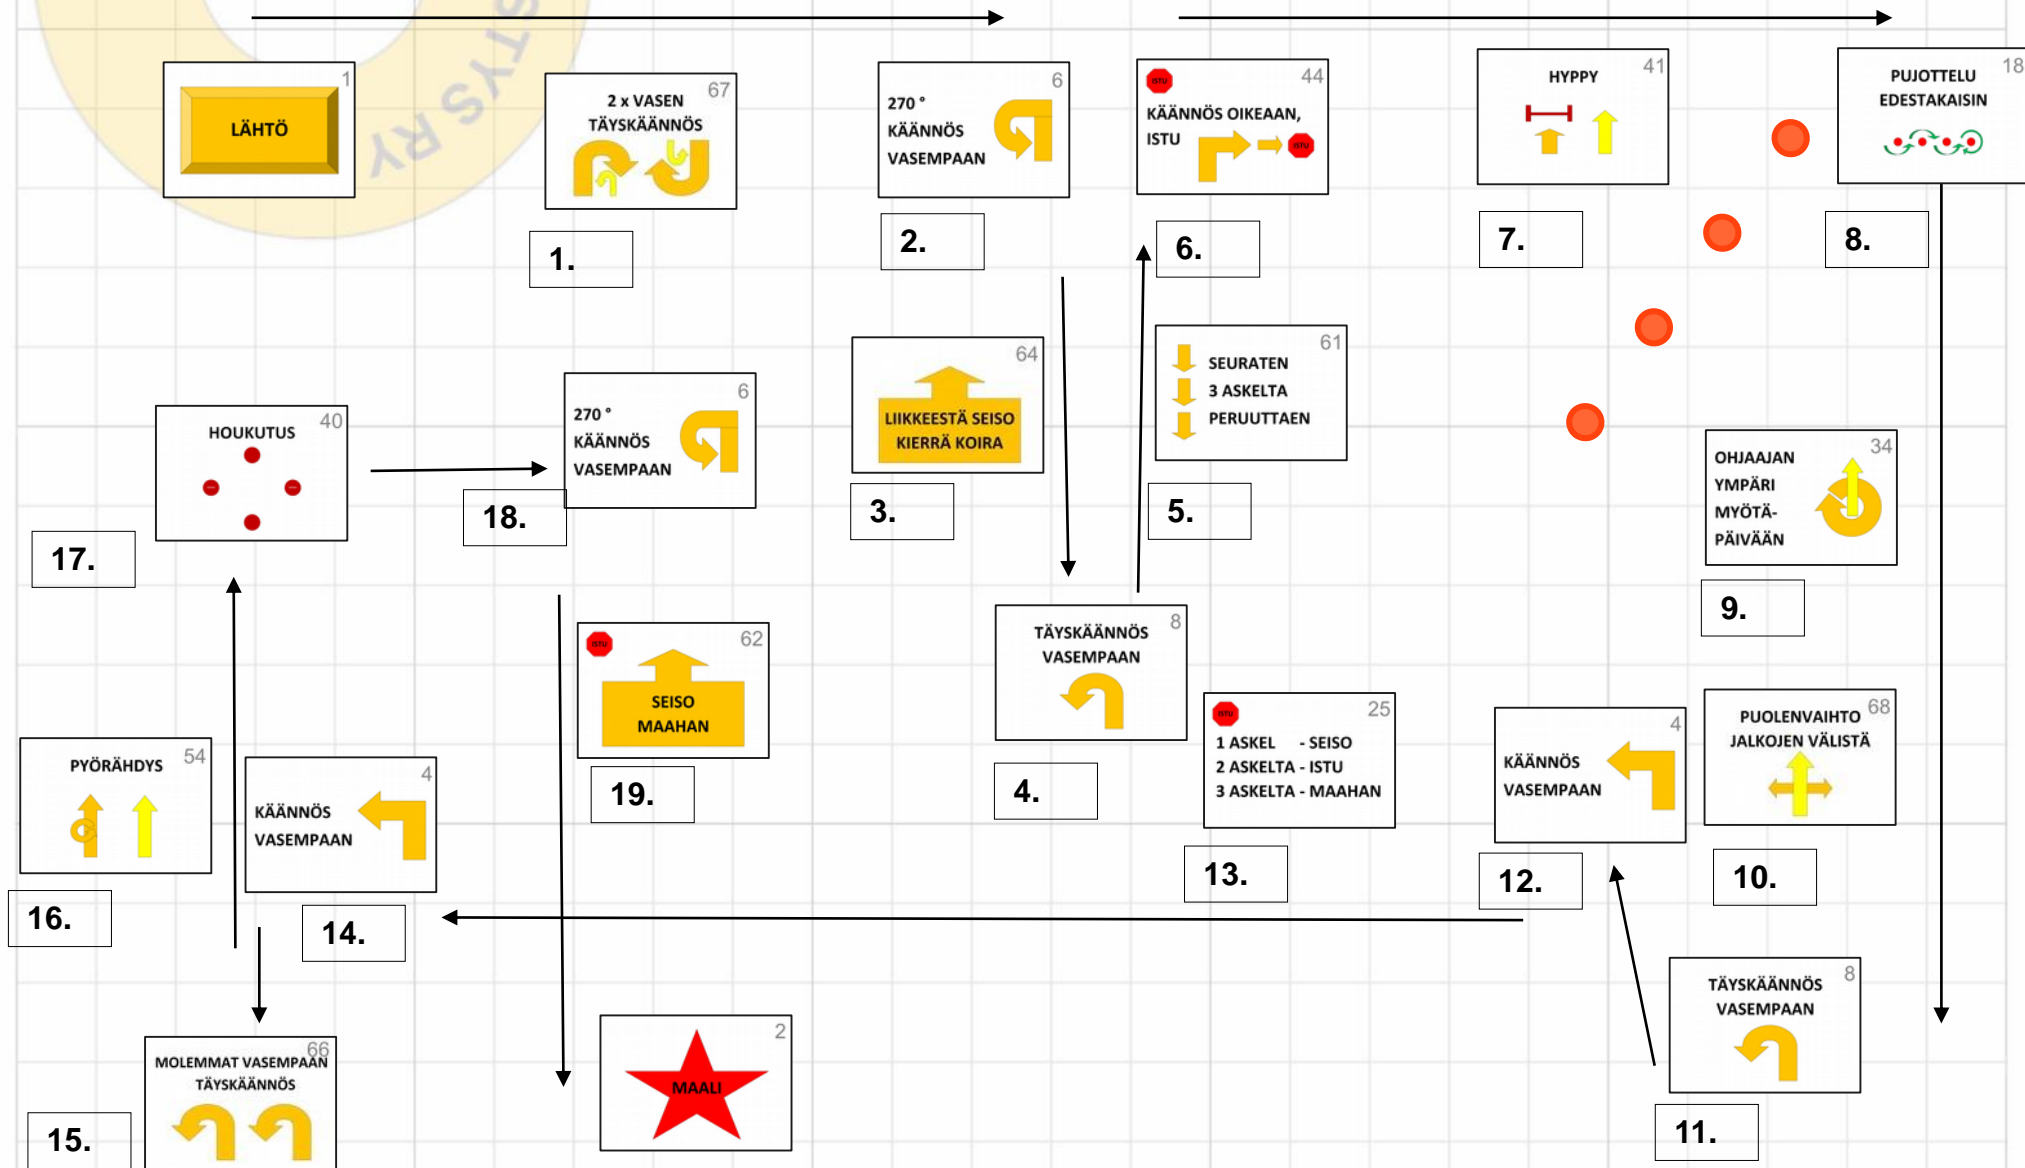 STYS RY
1
LÄHTÖ
67
2 x VASEN
TÄYSKÄÄNNÖS
1.
6
270 °
KÄÄNNÖS
VASEMPAAN
2.
ISTU
44
KÄÄNNÖS OIKEAAN,
ISTU
ISTU
6.
41
HYPPY
7.
18
PUJOTTELU
EDESTAKAISIN
8.
40
HOUKUTUS
17.
6
270 °
KÄÄNNÖS
VASEMPAAN
18.
64
LIIKKEESTÄ SEISO
KIERRÄ KOIRA
3.
61
SEURATEN
3 ASKELTA
PERUUTTAEN
5.
34
OHJAAJAN
YMPÄRI
MYÖTÄ-
PÄIVÄÄN
9.
54
PYÖRÄHDYS
16.
4
KÄÄNNÖS
VASEMPAAN
14.
ISTU
62
SEISO
MAAHAN
19.
8
TÄYSKÄÄNNÖS
VASEMPAAN
4.
ISTU
25
1 ASKEL - SEISO
2 ASKELTA - ISTU
3 ASKELTA - MAAHAN
13.
4
KÄÄNNÖS
VASEMPAAN
12.
68
PUOLENVAIHTO
JALKOJEN VÄLISTÄ
10.
66
MOLEMMAT VASEMPAAN
TÄYSKÄÄNNÖS
15.
2
MAALI
8
TÄYSKÄÄNNÖS
VASEMPAAN
11.